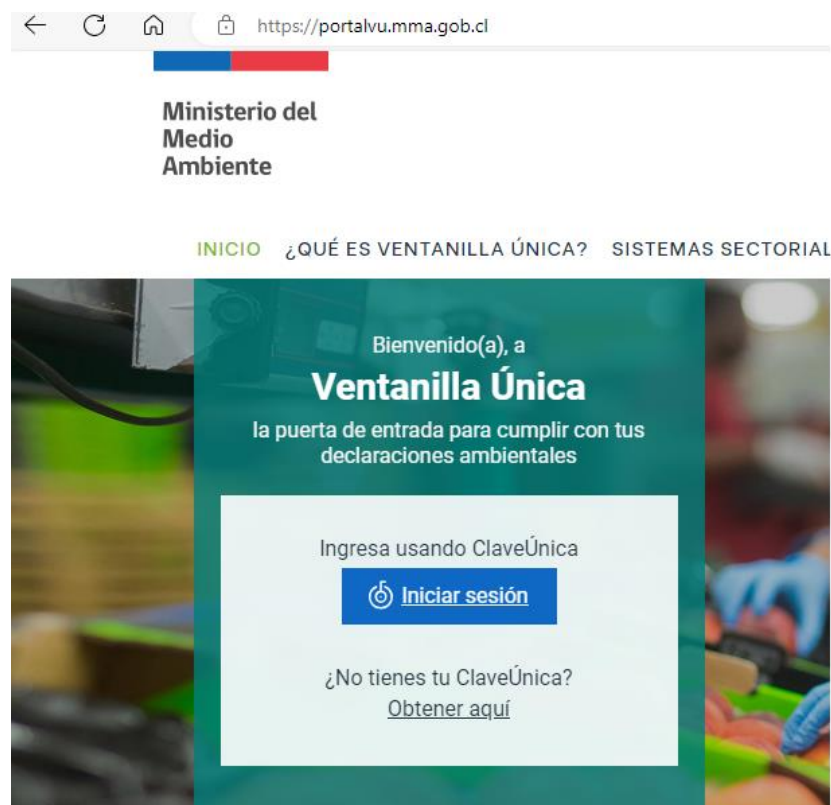 https://portalvu.mma.gob.cl
Ministerio del
Medio
Ambiente
INICIO ¿QUÉ ES VENTANILLA ÚNICA? SISTEMAS SECTORIAL
Bienvenido(a), a
Ventanilla Única
la puerta de entrada para cumplir con tus
declaraciones ambientales
Ingresa usando ClaveÚnica
Iniciar sesión
¿No tienes tu ClaveÚnica?
Obtener aquí